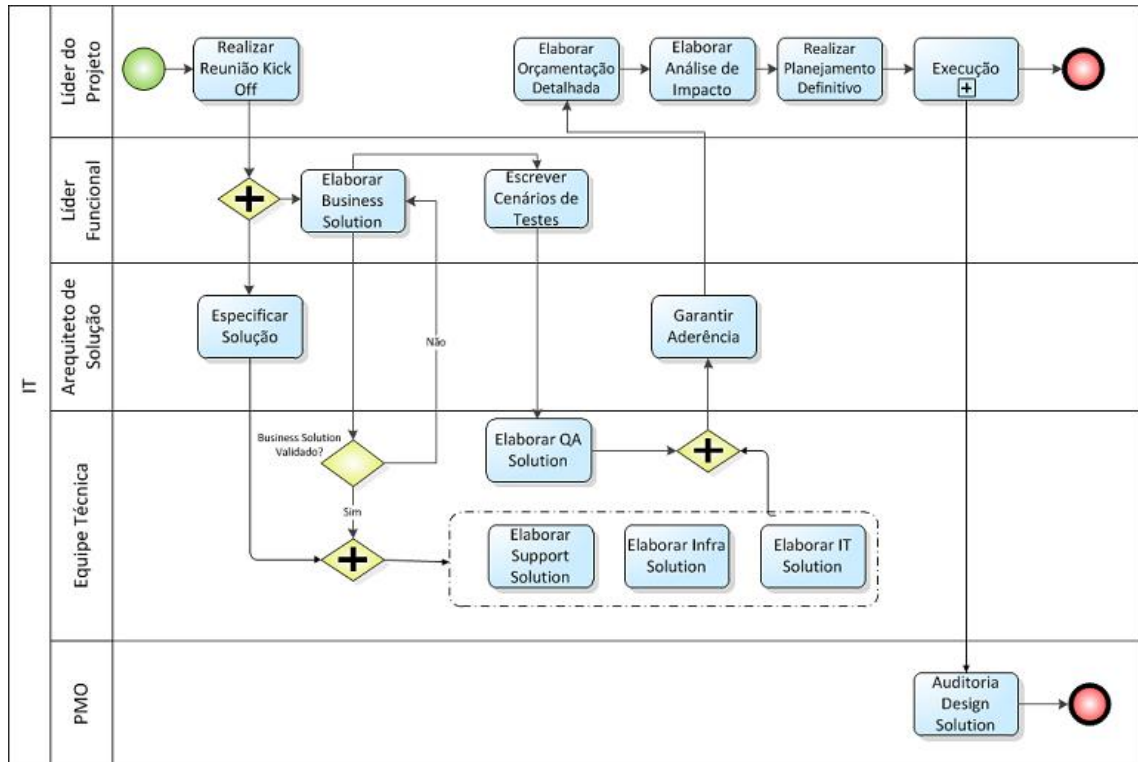 IT
Líder do
Projeto
Realizar
Reunião Kick
Off
Elaborar
Orçamentação
Detalhada
Elaborar
Análise de
Impacto
Realizar
Planejamento
Definitivo
Execução
Líder
Funcional
Elaborar
Business
Solution
Escrever
Cenários de
Testes
Arequiteto de
Solução
Especificar
Solução
Não
Garantir
Aderência
Equipe Técnica
Business Solution
Validado?
Sim
Elaborar QA
Solution
Elaborar
Support
Solution
Elaborar Infra
Solution
Elaborar IT
Solution
PMO
Auditoria
Design
Solution